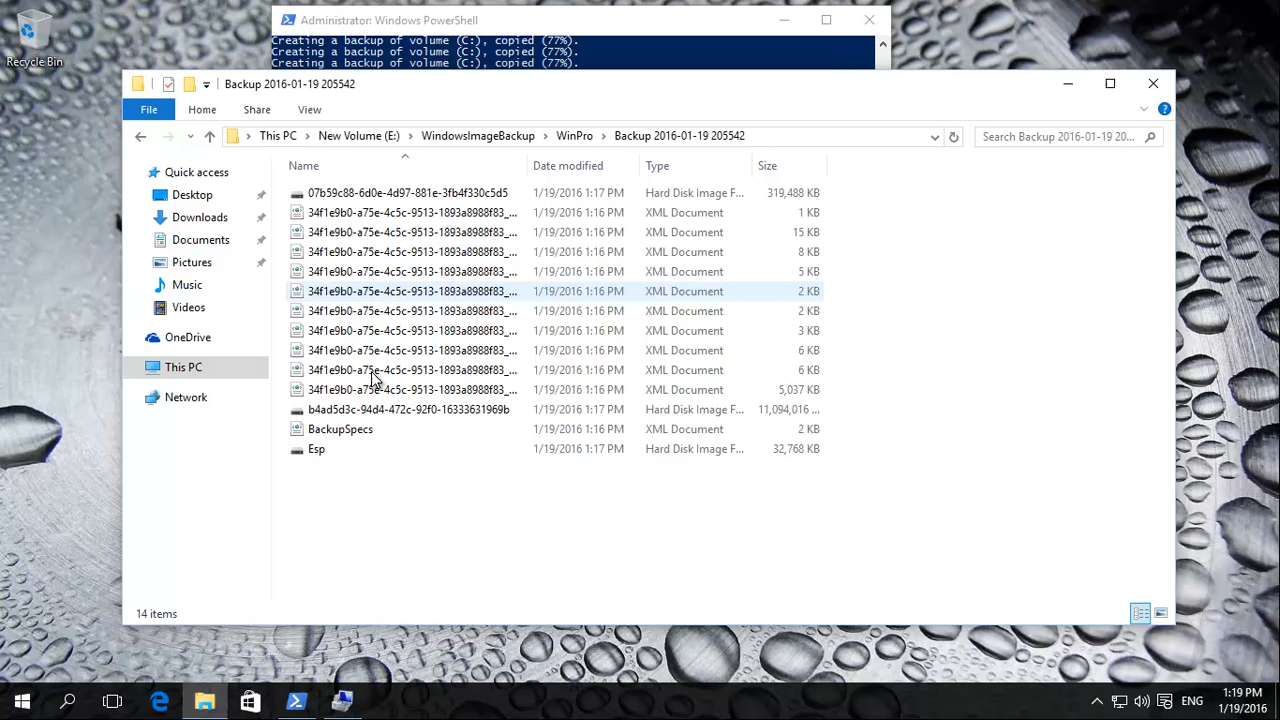 Recycle Bin
Administrator: Windows PowerShell
Creating a backup of volume (C:), copied (77%).
Creating a backup of volume (C:), copied (77%).
Creating a backup of volume (C:), copied (77%).
Backup 2016-01-19 205542
File Home Share View
This PC > New Volume (E:) > WindowsImageBackup > WinPro > Backup 2016-01-19 205542
Search Backup 2016-01-19 20...
Quick access
Desktop
Downloads
Documents
Pictures
Music
Videos
OneDrive
This PC
Network
Name Date modified Type Size
07b59c88-6d0e-4d97-881e-3fb4f330c5d5 1/19/2016 1:17 PM Hard Disk Image F... 319,488 KB
34f1e9b0-a75e-4c5c-9513-1893a8988f83_... 1/19/2016 1:16 PM XML Document 1 KB
34f1e9b0-a75e-4c5c-9513-1893a8988f83_... 1/19/2016 1:16 PM XML Document 15 KB
34f1e9b0-a75e-4c5c-9513-1893a8988f83_... 1/19/2016 1:16 PM XML Document 8 KB
34f1e9b0-a75e-4c5c-9513-1893a8988f83_... 1/19/2016 1:16 PM XML Document 5 KB
34f1e9b0-a75e-4c5c-9513-1893a8988f83_... 1/19/2016 1:16 PM XML Document 2 KB
34f1e9b0-a75e-4c5c-9513-1893a8988f83_... 1/19/2016 1:16 PM XML Document 2 KB
34f1e9b0-a75e-4c5c-9513-1893a8988f83_... 1/19/2016 1:16 PM XML Document 3 KB
34f1e9b0-a75e-4c5c-9513-1893a8988f83_... 1/19/2016 1:16 PM XML Document 6 KB
34f1e9b0-a75e-4c5c-9513-1893a8988f83_... 1/19/2016 1:16 PM XML Document 6 KB
34f1e9b0-a75e-4c5c-9513-1893a8988f83_... 1/19/2016 1:16 PM XML Document 5,037 KB
b4ad5d3c-94d4-472c-92f0-16333631969b 1/19/2016 1:17 PM Hard Disk Image F... 11,094,016 ...
BackupSpecs 1/19/2016 1:16 PM XML Document 2 KB
Esp 1/19/2016 1:17 PM Hard Disk Image F... 32,768 KB
14 items
ENG
1:19 PM
1/19/2016